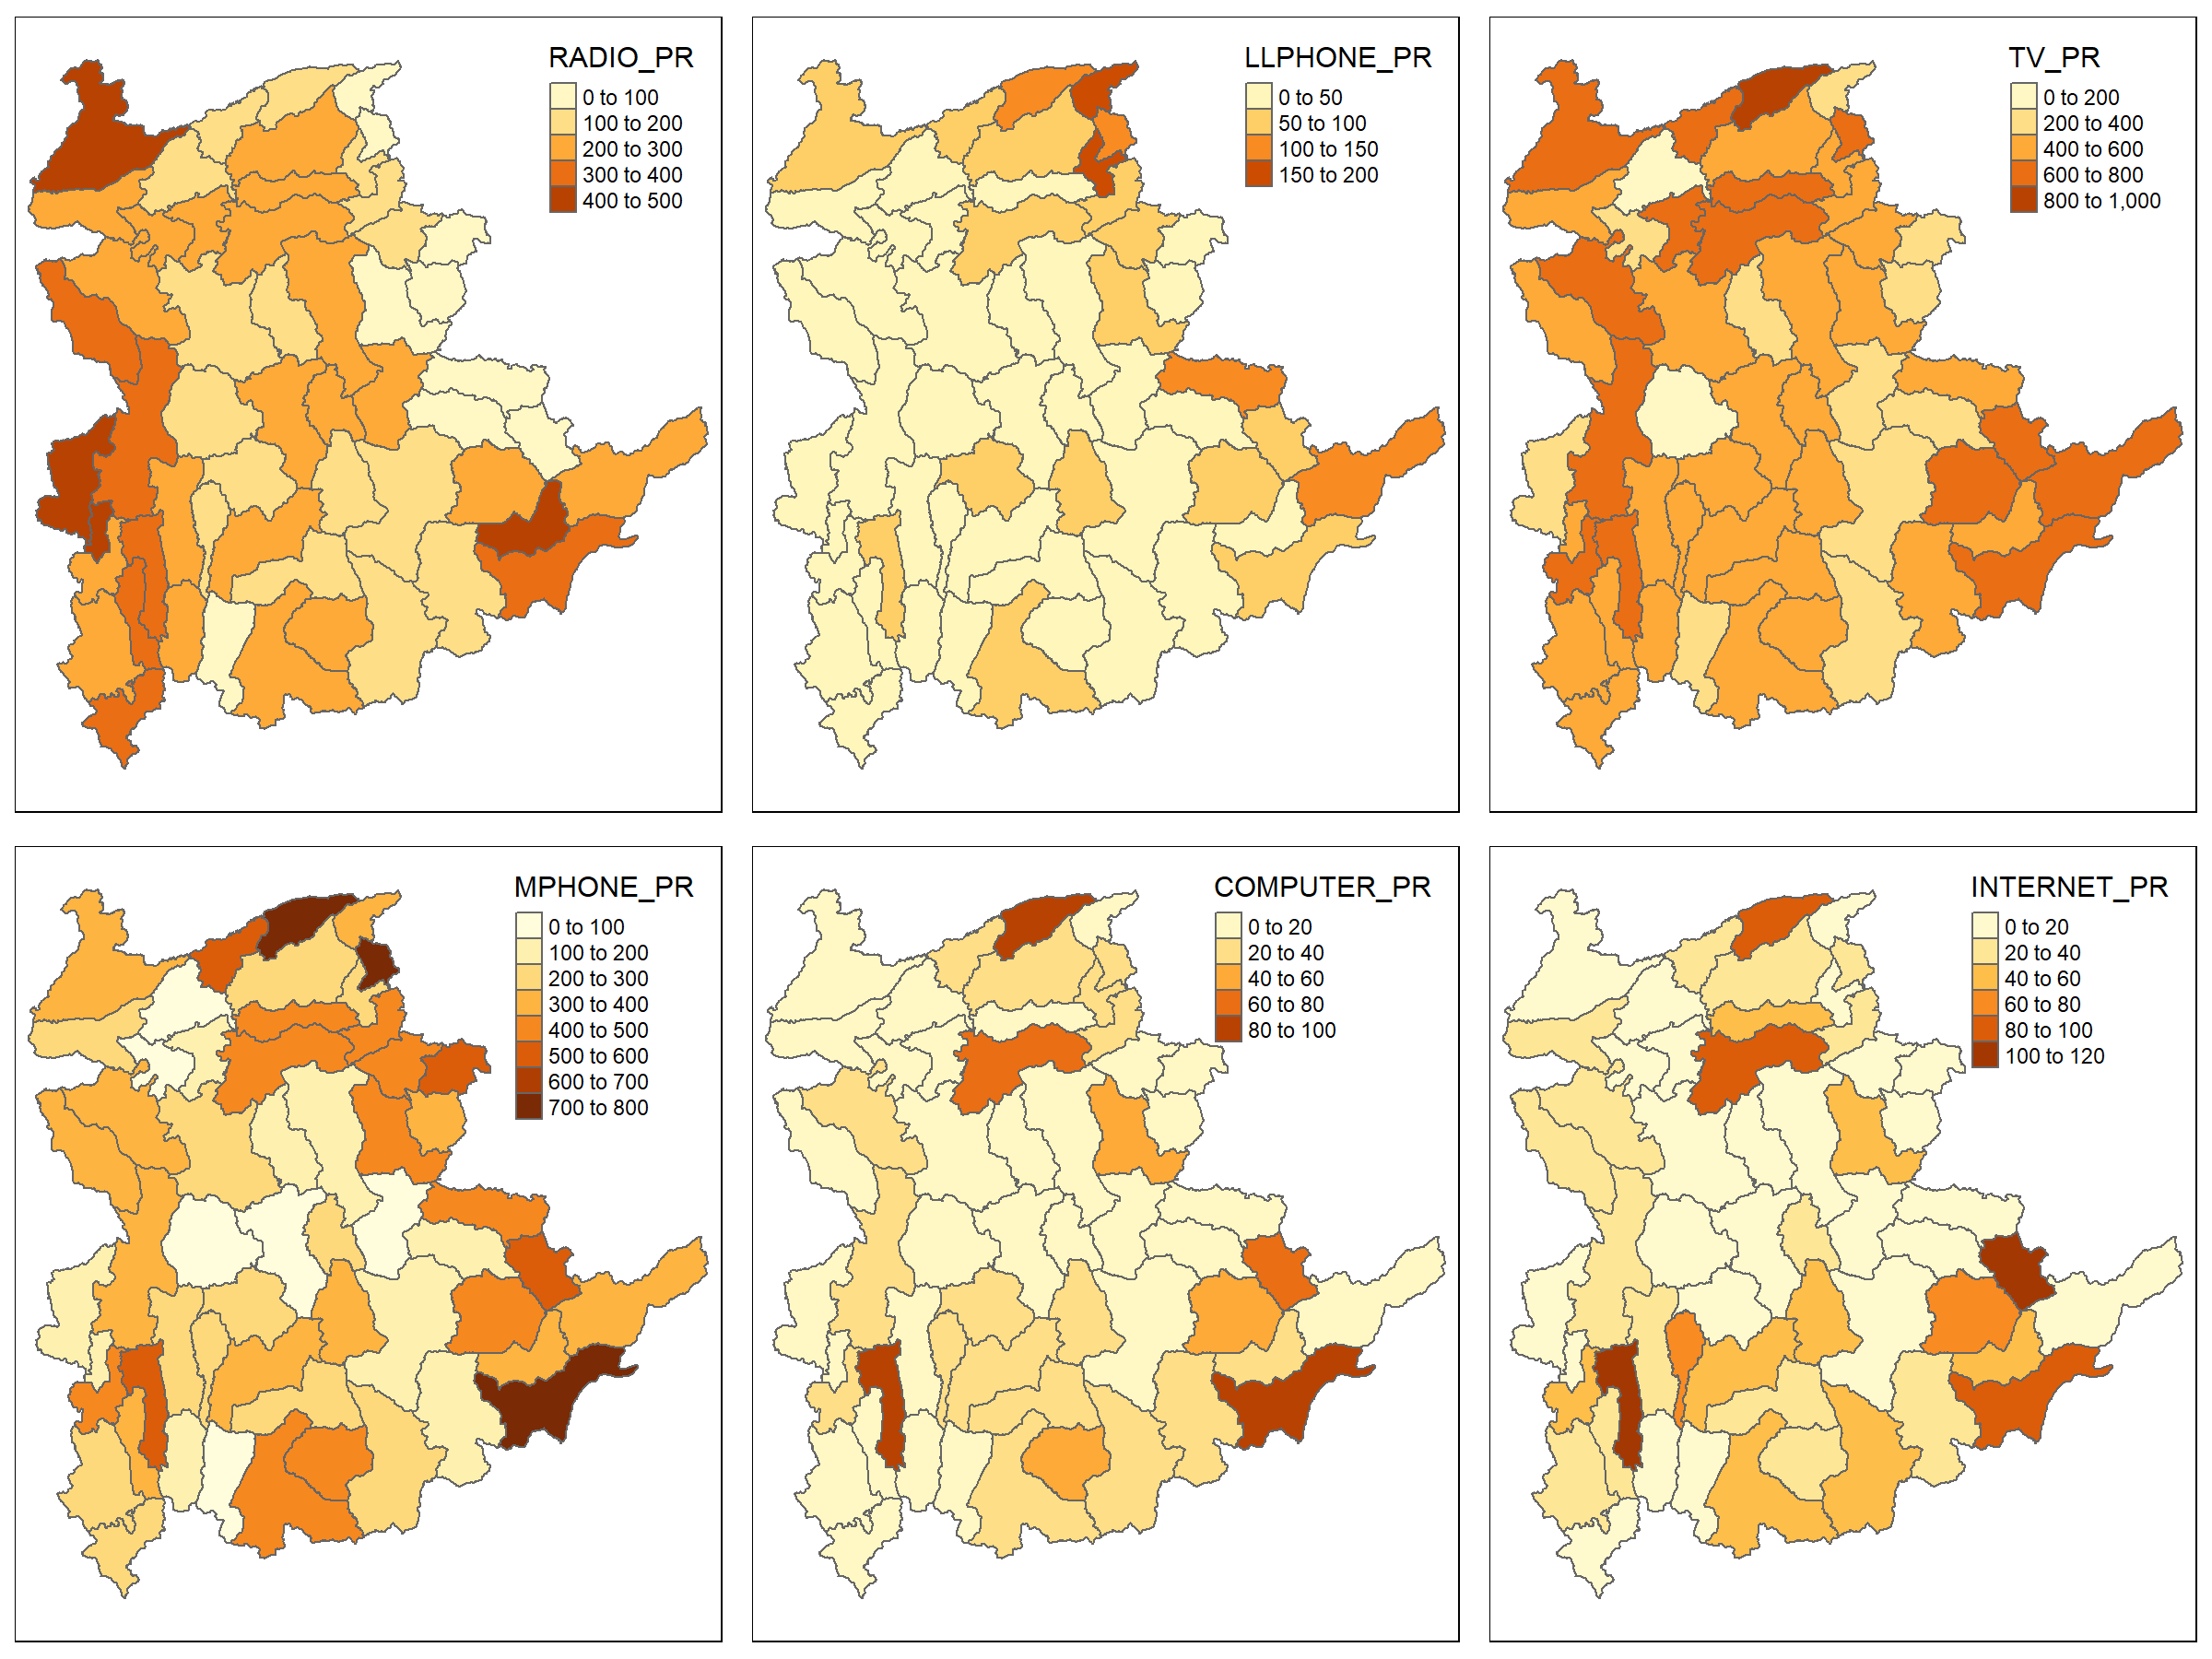 RADIO_PR
0 to 100
100 to 200
200 to 300
300 to 400
400 to 500
LLPHONE_PR
0 to 50
50 to 100
100 to 150
150 to 200
TV_PR
0 to 200
200 to 400
400 to 600
600 to 800
800 to 1,000
MPHONE_PR
0 to 100
100 to 200
200 to 300
300 to 400
400 to 500
500 to 600
600 to 700
700 to 800
COMPUTER_PR
0 to 20
20 to 40
40 to 60
60 to 80
80 to 100
INTERNET_PR
0 to 20
20 to 40
40 to 60
60 to 80
80 to 100
100 to 120